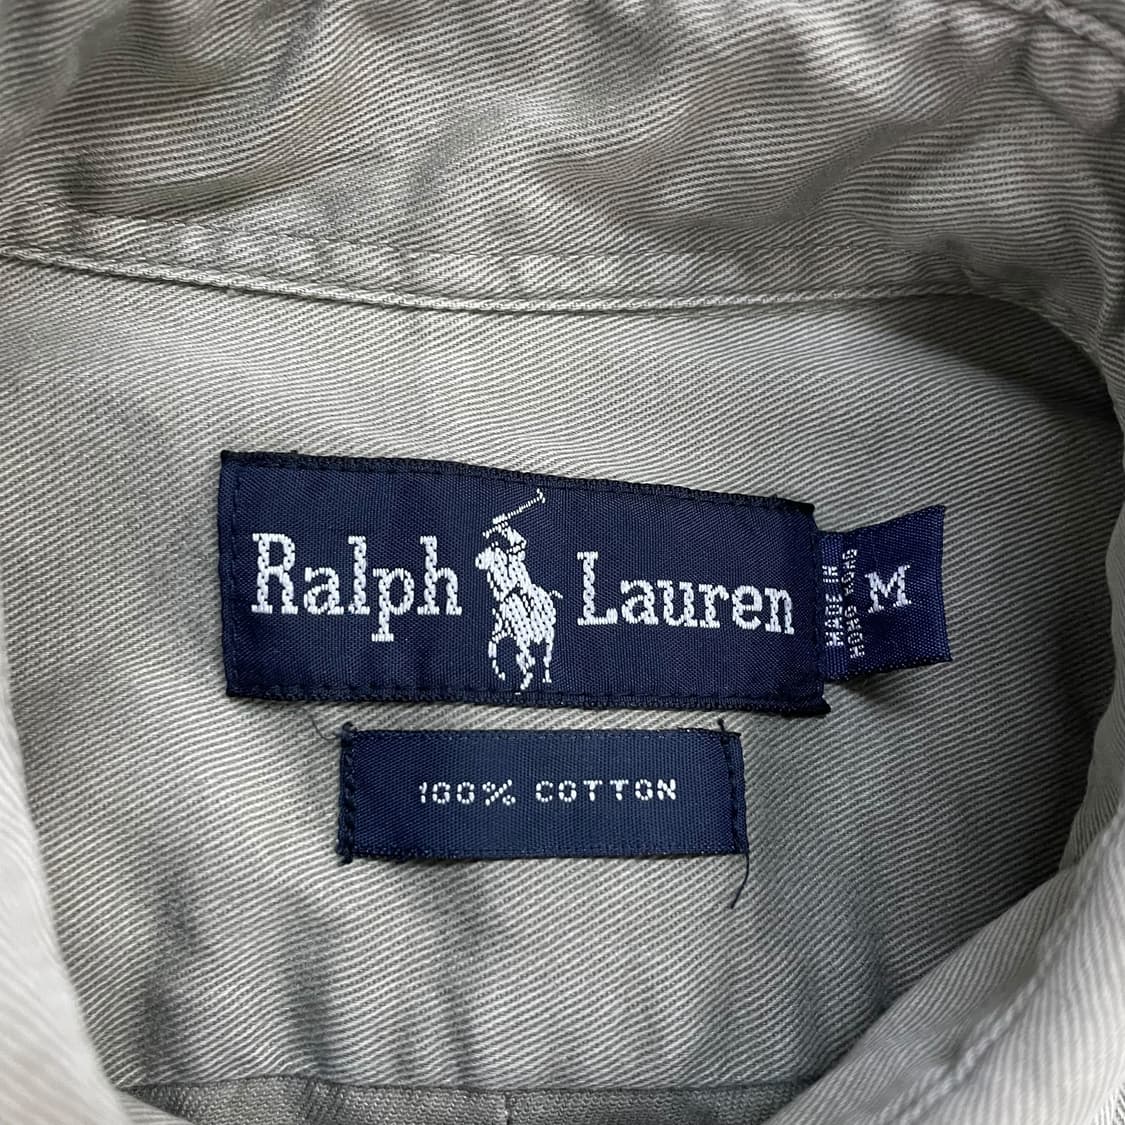 Ralph Lauren
MADE IN
HONG KONG
M
100% COTTON